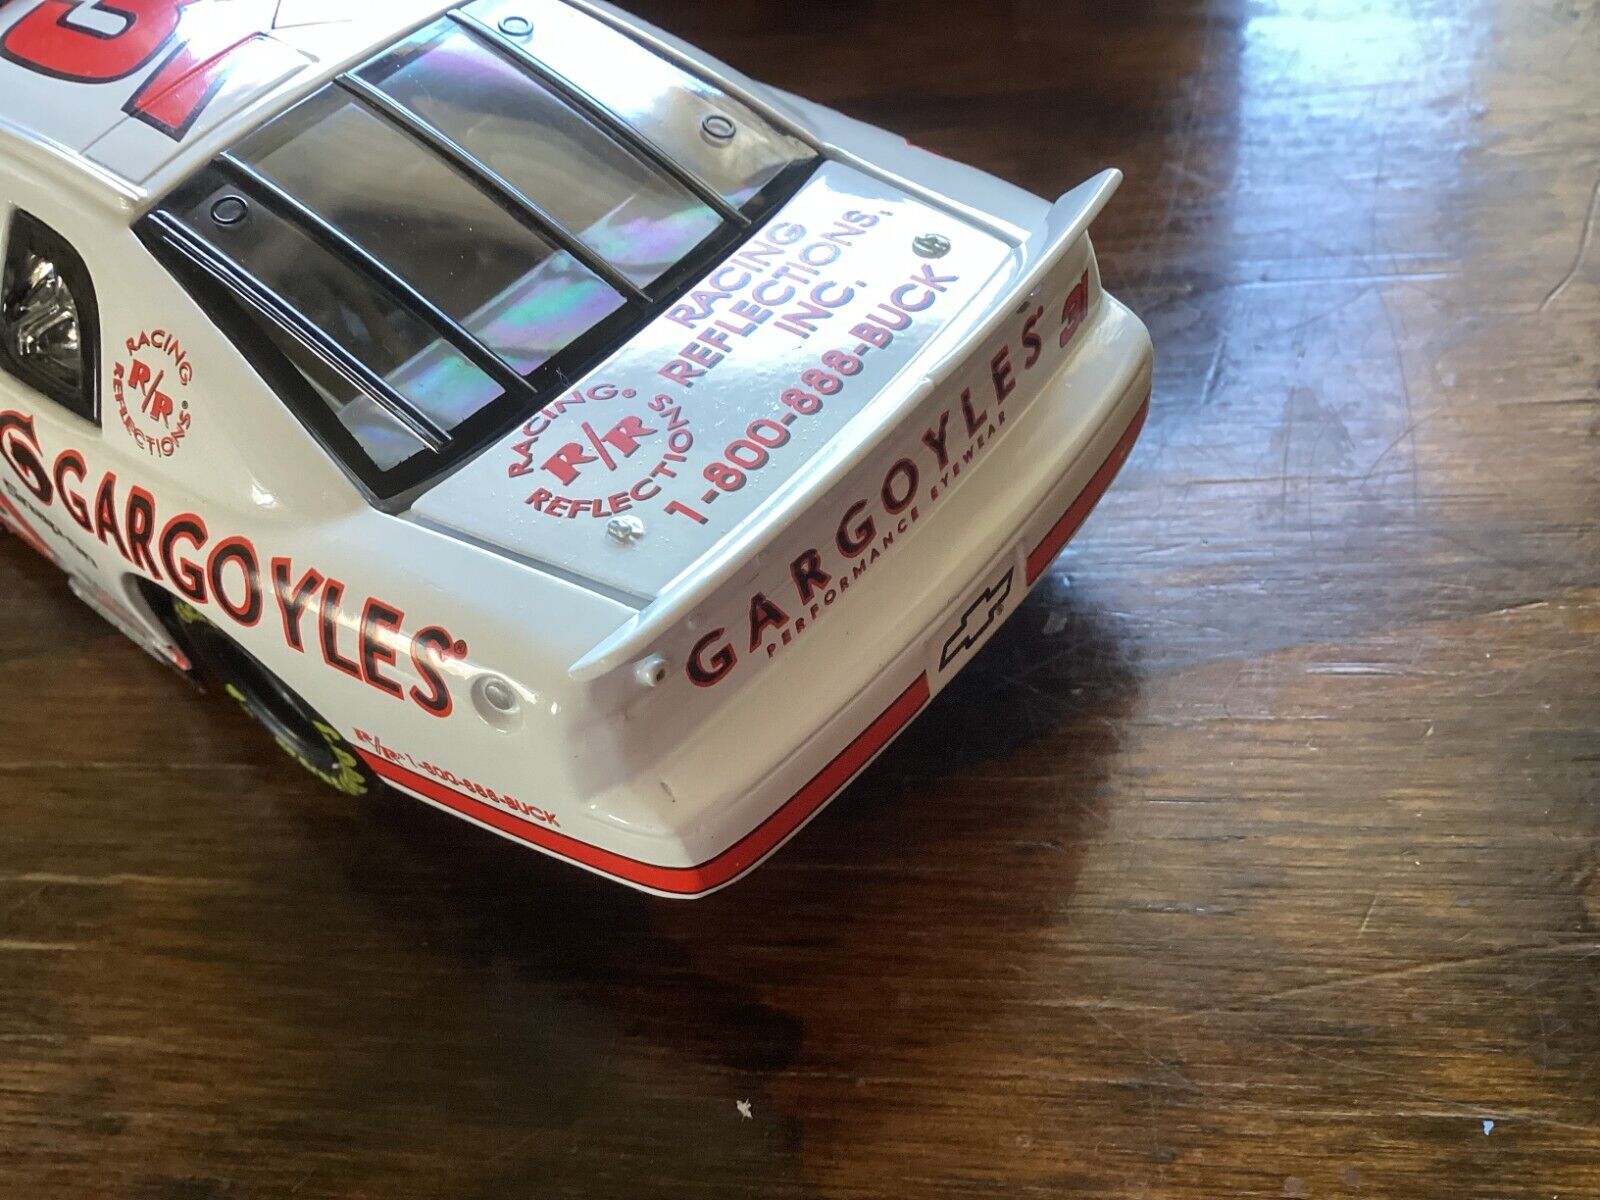 3
RACING
R/R®
REFLECTIONS
RACING
REFLECTIONS,
INC.
RACING®
R/R
REFLECTIONS
1-800-888-BUCK
GARGOYLES® 31
PERFORMANCE EYEWEAR
G GARGOYLES®
R/R® 1-800-888-BUCK
®